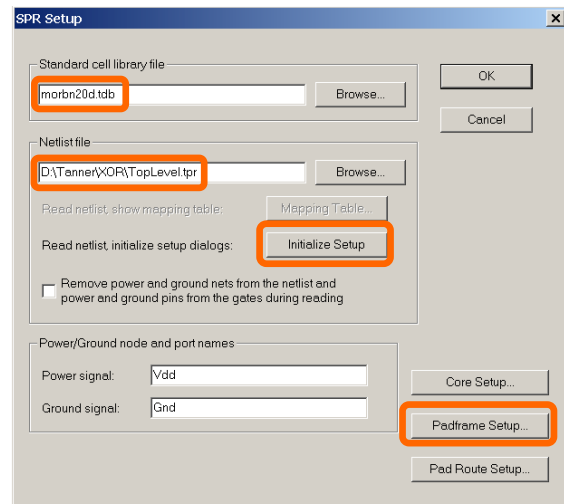 SPR Setup
Standard cell library file
morbn20d.tdb
Browse...
OK
Cancel
Netlist file
D:\Tanner\XOR\TopLevel.tpr
Browse...
Read netlist, show mapping table:
Mapping Table...
Read netlist, initialize setup dialogs:
Initialize Setup
Remove power and ground nets from the netlist and
power and ground pins from the gates during reading
Power/Ground node and port names
Power signal:
Vdd
Ground signal:
Gnd
Core Setup...
Padframe Setup...
Pad Route Setup...